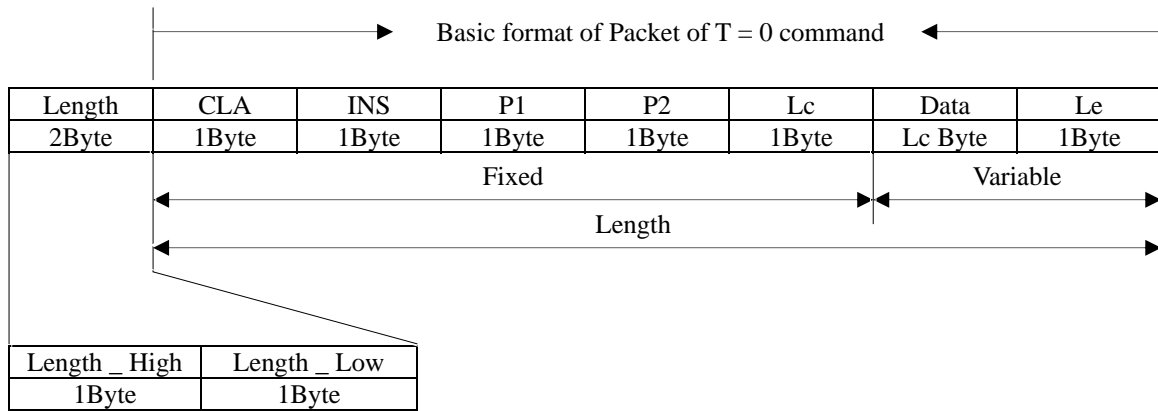 Basic format of Packet of T = 0 command
Length CLA INS P1 P2 Lc Data Le
2Byte 1Byte 1Byte 1Byte 1Byte 1Byte Lc Byte 1Byte
Fixed Variable
Length
Length _ High Length _ Low
1Byte 1Byte